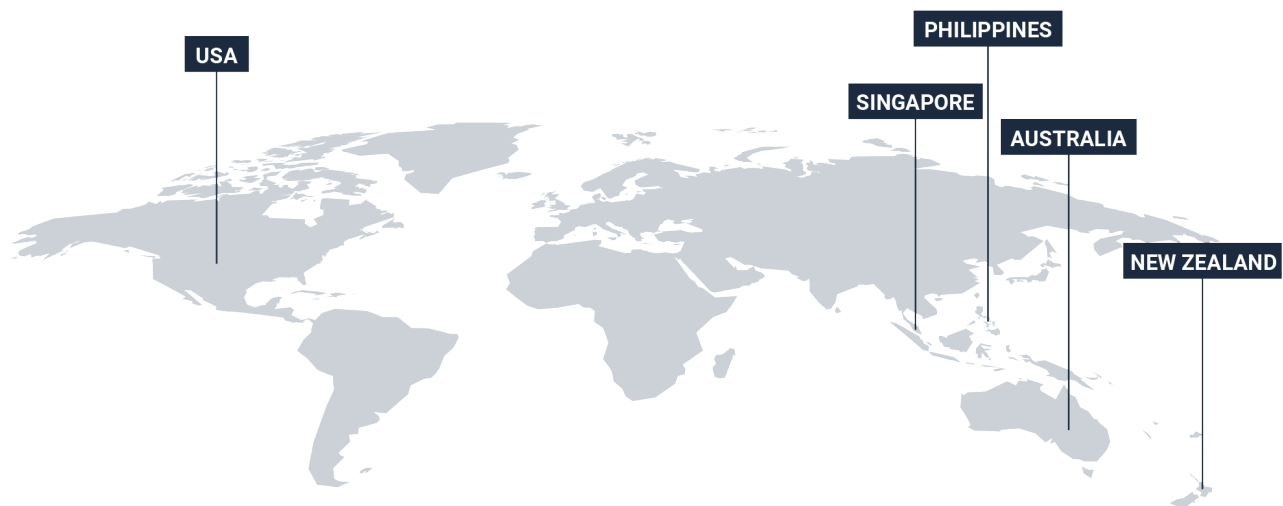 PHILIPPINES
USA
SINGAPORE
AUSTRALIA
NEW ZEALAND